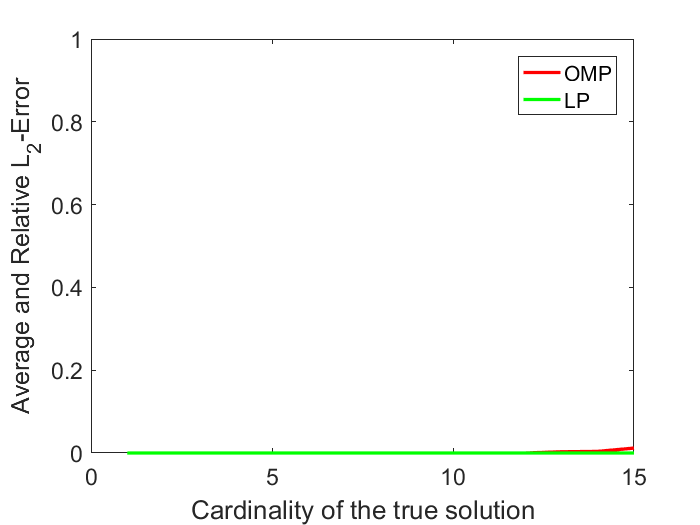 Average and Relative L2-Error
1
0.8
0.6
0.4
0.2
0
0
5
10
15
Cardinality of the true solution
OMP
LP